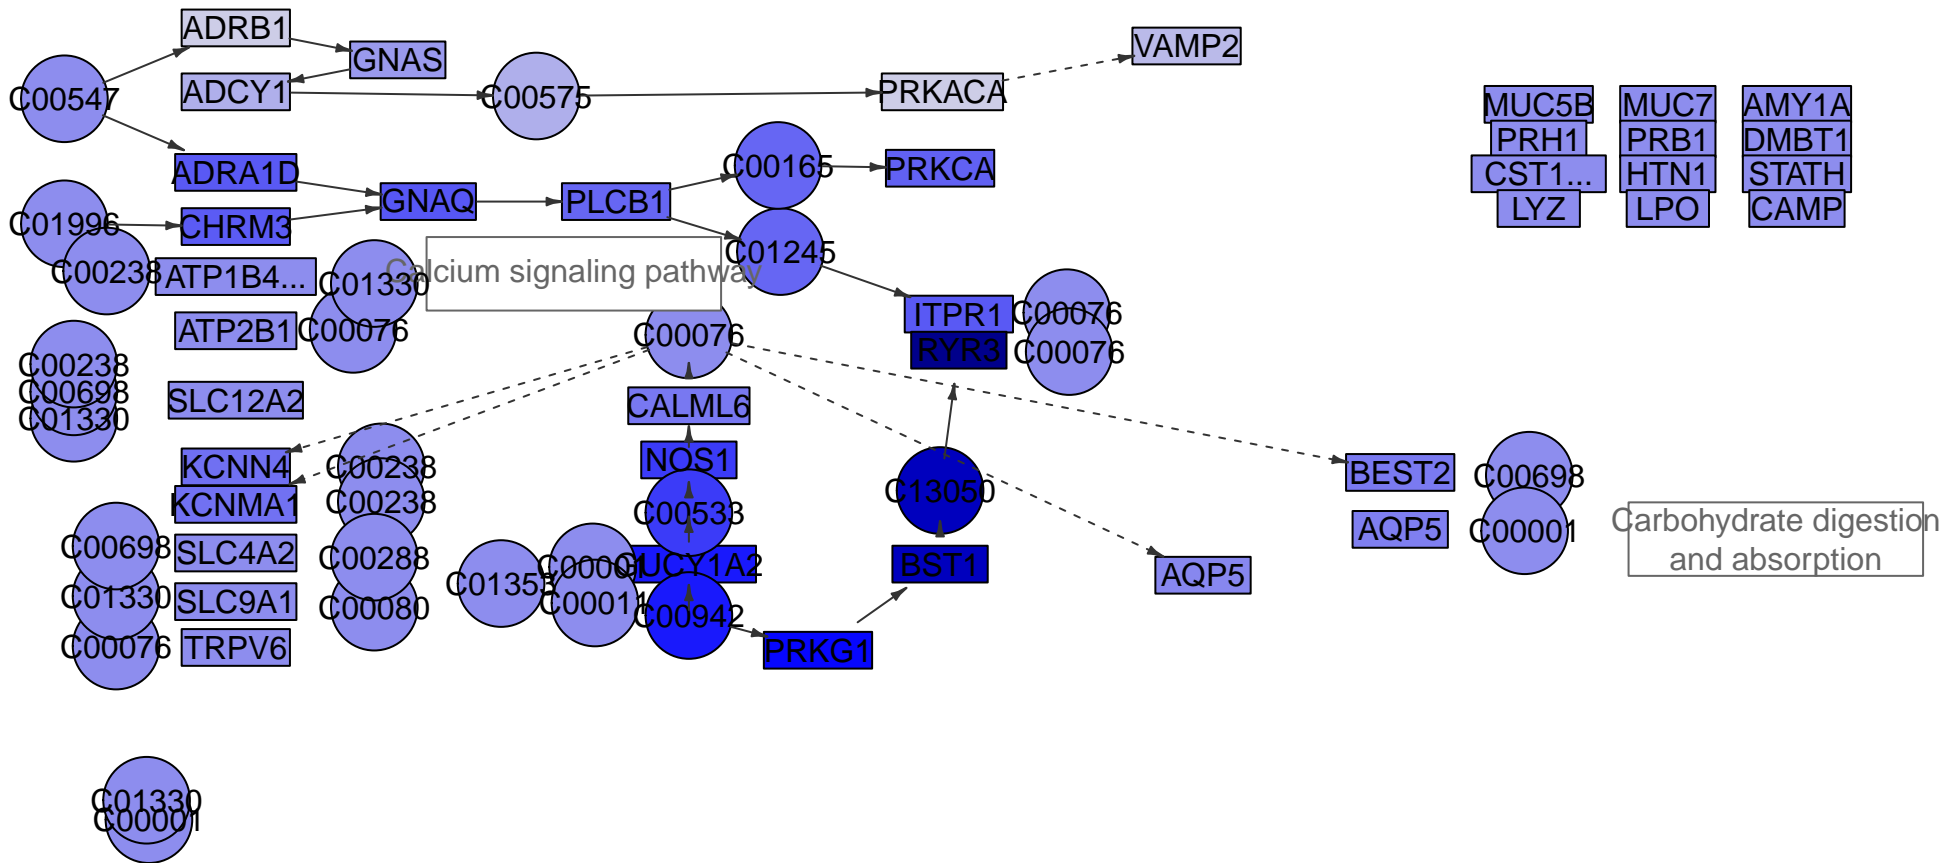 ADRB1
GNAS
VAMP2
C00547
ADCY1
C00575
PRKACA
MUC5B
MUC7
AMY1A
PRH1
PRB1
DMBT1
CST1...
HTN1
STATH
LYZ
LPO
CAMP
ADRA1D
GNAQ
PLCB1
C00165
PRKCA
C01996
CHRM3
C01245
C00238
ATP1B4...
C01330
Calcium signaling pathway
ATP2B1
C00076
C00076
ITPR1
C00076
RYR3
C00076
C00238
C00698
C01330
SLC12A2
CALML6
KCNN4
C00238
NOS1
KCNMA1
C00238
C00533
C13050
BEST2
C00698
AQP5
C00001
Carbohydrate digestion
and absorption
C00698
SLC4A2
C00288
C01353
C00001
GUCY1A2
BST1
AQP5
C01330
SLC9A1
C00080
C00011
C00942
C00076
TRPV6
PRKG1
C01330
C00001